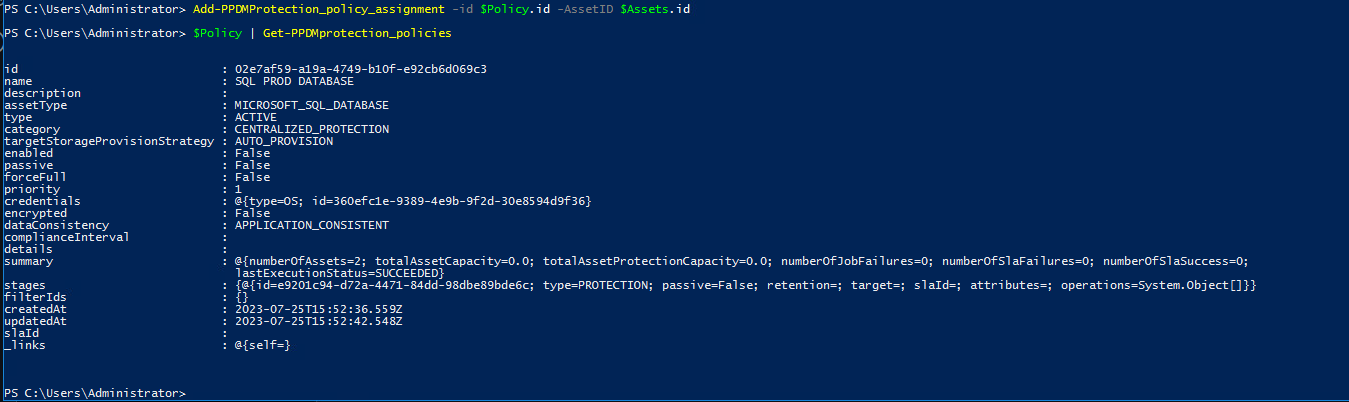 PS C:\Users\Administrator> Add-PPDMProtection_policy_assignment -id $Policy.id -AssetID $Assets.id
PS C:\Users\Administrator> $Policy | Get-PPDMprotection_policies
id : 02e7af59-a19a-4749-b10f-e92cb6d069c3
name : SQL PROD DATABASE
description :
assetType : MICROSOFT_SQL_DATABASE
type : ACTIVE
category : CENTRALIZED_PROTECTION
targetStorageProvisionStrategy : AUTO_PROVISION
enabled : False
passive : False
forceFull : False
priority : 1
credentials : @{type=OS; id=360efc1e-9389-4e9b-9f2d-30e8594d9f36}
encrypted : False
dataConsistency : APPLICATION_CONSISTENT
complianceInterval :
details :
summary : @{numberOfAssets=2; totalAssetCapacity=0.0; totalAssetProtectionCapacity=0.0; numberOfJobFailures=0; numberOfSlaFailures=0; numberOfSlaSuccess=0;
lastExecutionStatus=SUCCEEDED}
stages : {@{id=e9201c94-d72a-4471-84dd-98dbe89bde6c; type=PROTECTION; passive=False; retention=; target=; slaId=; attributes=; operations=System.Object[]}}
filterIds : {}
createdAt : 2023-07-25T15:52:36.559Z
updatedAt : 2023-07-25T15:52:42.548Z
slaId :
_links : @{self=}
PS C:\Users\Administrator>